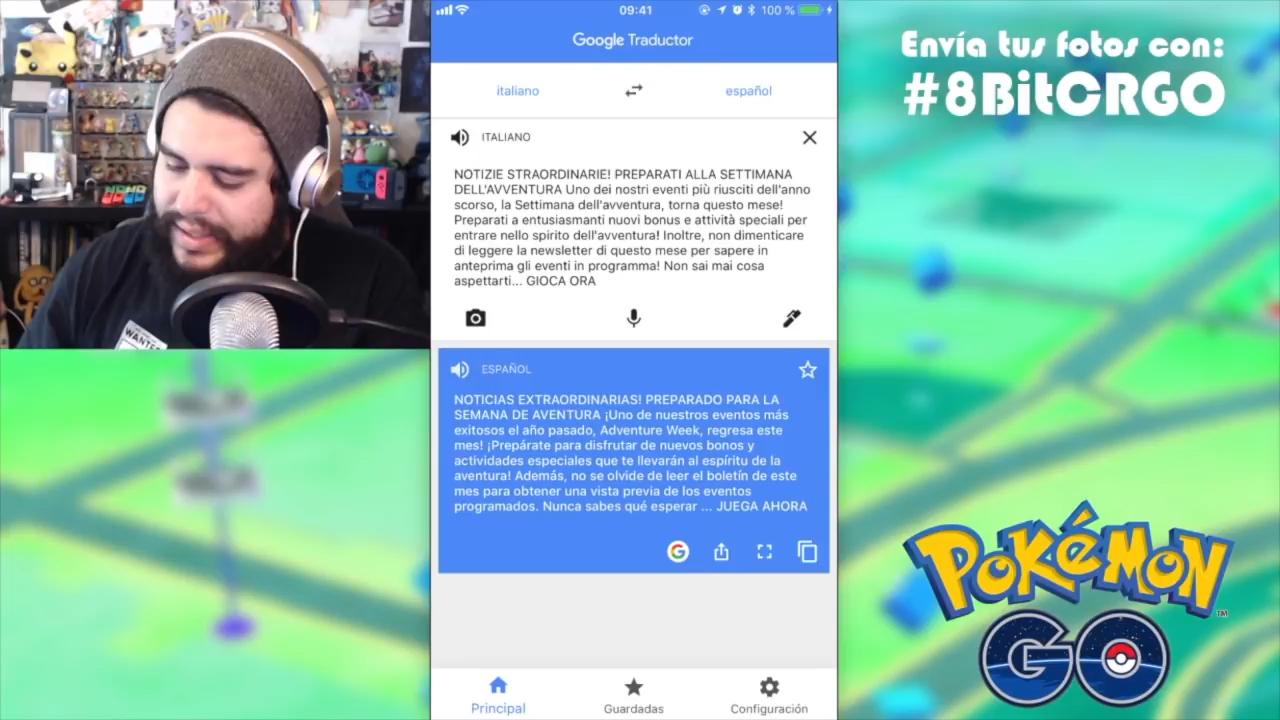 09:41
100 %
Google Traductor
italiano
español
ITALIANO
NOTIZIE STRAORDINARIE! PREPARATI ALLA SETTIMANA
DELL'AVVENTURA Uno dei nostri eventi più riusciti dell'anno
scorso, la Settimana dell'avventura, torna questo mese!
Preparati a entusiasmanti nuovi bonus e attività speciali per
entrare nello spirito dell'avventura! Inoltre, non dimenticare
di leggere la newsletter di questo mese per sapere in
anteprima gli eventi in programma! Non sai mai cosa
aspettarti... GIOCA ORA
ESPAÑOL
NOTICIAS EXTRAORDINARIAS! PREPARADO PARA LA
SEMANA DE AVENTURA ¡Uno de nuestros eventos más
exitosos el año pasado, Adventure Week, regresa este
mes! ¡Prepárate para disfrutar de nuevos bonos y
actividades especiales que te llevarán al espíritu de la
aventura! Además, no se olvide de leer el boletín de este
mes para obtener una vista previa de los eventos
programados. Nunca sabes qué esperar ... JUEGA AHORA
G
Principal
Guardadas
Configuración
Envía tus fotos con:
#8BitCRGO
POKéMON
TM
GO
WANTED